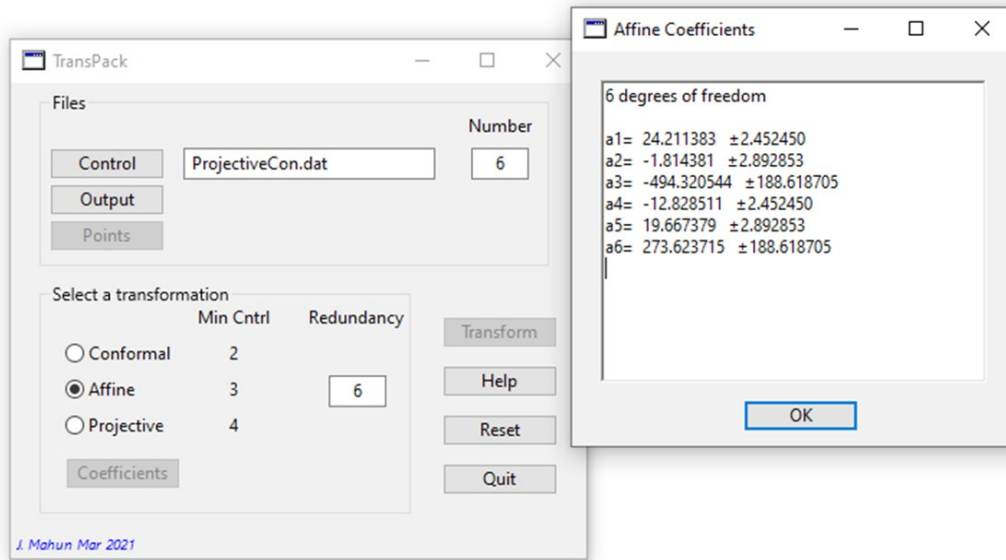 TransPack
Files
Number
Control ProjectiveCon.dat 6
Output
Points
Select a transformation
Min Cntrl Redundancy
Conformal 2
Affine 3 6
Projective 4
Coefficients
Transform
Help
Reset
Quit
J. Mahun Mar 2021
Affine Coefficients
6 degrees of freedom
a1= 24.211383 ±2.452450
a2= -1.814381 ±2.892853
a3= -494.320544 ±188.618705
a4= -12.828511 ±2.452450
a5= 19.667379 ±2.892853
a6= 273.623715 ±188.618705
OK